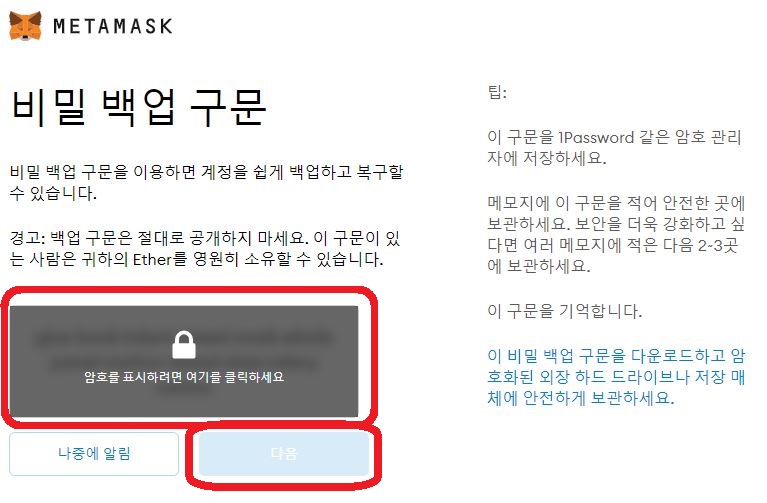 METAMASK
비밀 백업 구문
비밀 백업 구문을 이용하면 계정을 쉽게 백업하고 복구할
수 있습니다.
경고: 백업 구문은 절대로 공개하지 마세요. 이 구문이 있
는 사람은 귀하의 Ether를 영원히 소유할 수 있습니다.
암호를 표시하려면 여기를 클릭하세요
나중에 알림
다음
팁:
이 구문을 1Password 같은 암호 관리
자에 저장하세요.
메모지에 이 구문을 적어 안전한 곳에
보관하세요. 보안을 더욱 강화하고 싶
다면 여러 메모지에 적은 다음 2~3곳
에 보관하세요.
이 구문을 기억합니다.
이 비밀 백업 구문을 다운로드하고 암
호화된 외장 하드 드라이브나 저장 매
체에 안전하게 보관하세요.